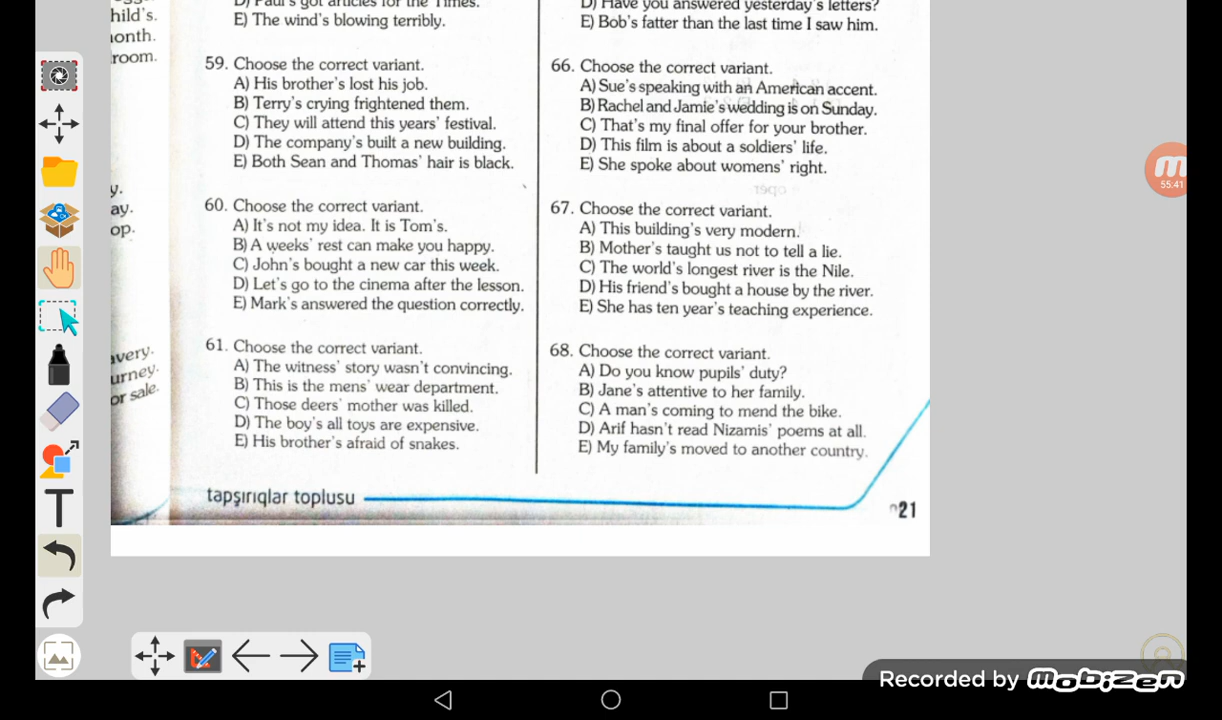 hild's.
onth.
room.
y.
ay.
op.
avery.
urney.
or sale.
D) Paul's got articles for the Times.
E) The wind's blowing terribly.
59. Choose the correct variant.
A) His brother's lost his job.
B) Terry's crying frightened them.
C) They will attend this years' festival.
D) The company's built a new building.
E) Both Sean and Thomas' hair is black.
60. Choose the correct variant.
A) It's not my idea. It is Tom's.
B) A weeks' rest can make you happy.
C) John's bought a new car this week.
D) Let's go to the cinema after the lesson.
E) Mark's answered the question correctly.
61. Choose the correct variant.
A) The witness' story wasn't convincing.
B) This is the mens' wear department.
C) Those deers' mother was killed.
D) The boy's all toys are expensive.
E) His brother's afraid of snakes.
D) Have you answered yesterday's letters?
E) Bob's fatter than the last time I saw him.
66. Choose the correct variant.
A) Sue's speaking with an American accent.
B) Rachel and Jamie's wedding is on Sunday.
C) That's my final offer for your brother.
D) This film is about a soldiers' life.
E) She spoke about womens' right.
67. Choose the correct variant.
A) This building's very modern.
B) Mother's taught us not to tell a lie.
C) The world's longest river is the Nile.
D) His friend's bought a house by the river.
E) She has ten year's teaching experience.
68. Choose the correct variant.
A) Do you know pupils' duty?
B) Jane's attentive to her family.
C) A man's coming to mend the bike.
D) Arif hasn't read Nizamis' poems at all.
E) My family's moved to another country.
tapşırıqlar toplusu
21
T
m
55:41
Recorded by mobizen